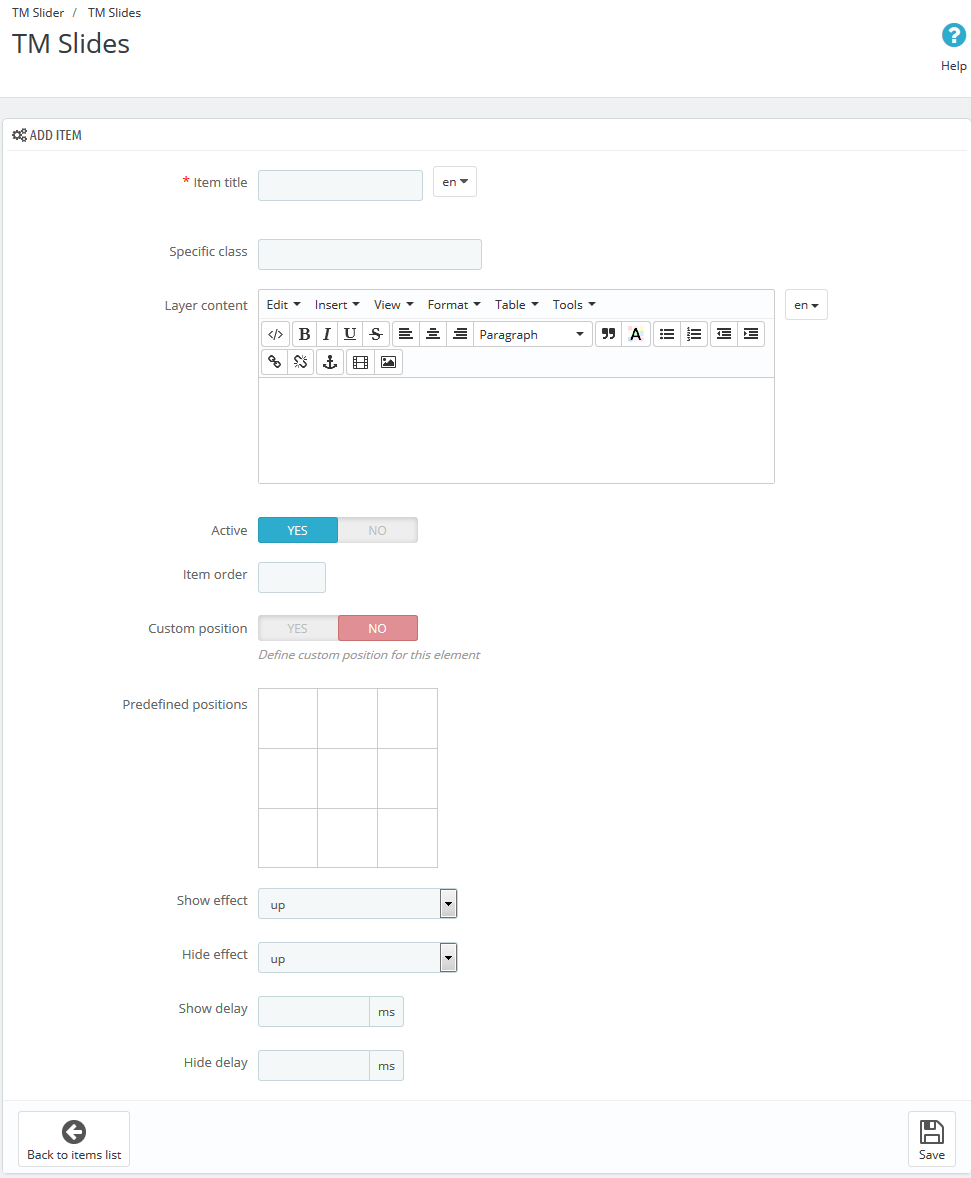 TM Slider / TM Slides
TM Slides
Help
ADD ITEM
* Item title
en
Specific class
Layer content
Edit Insert View Format Table Tools
en
</> B I U S Paragraph A
Active YES NO
Item order
Custom position YES NO
Define custom position for this element
Predefined positions
Show effect up
Hide effect up
Show delay ms
Hide delay ms
Back to items list
Save